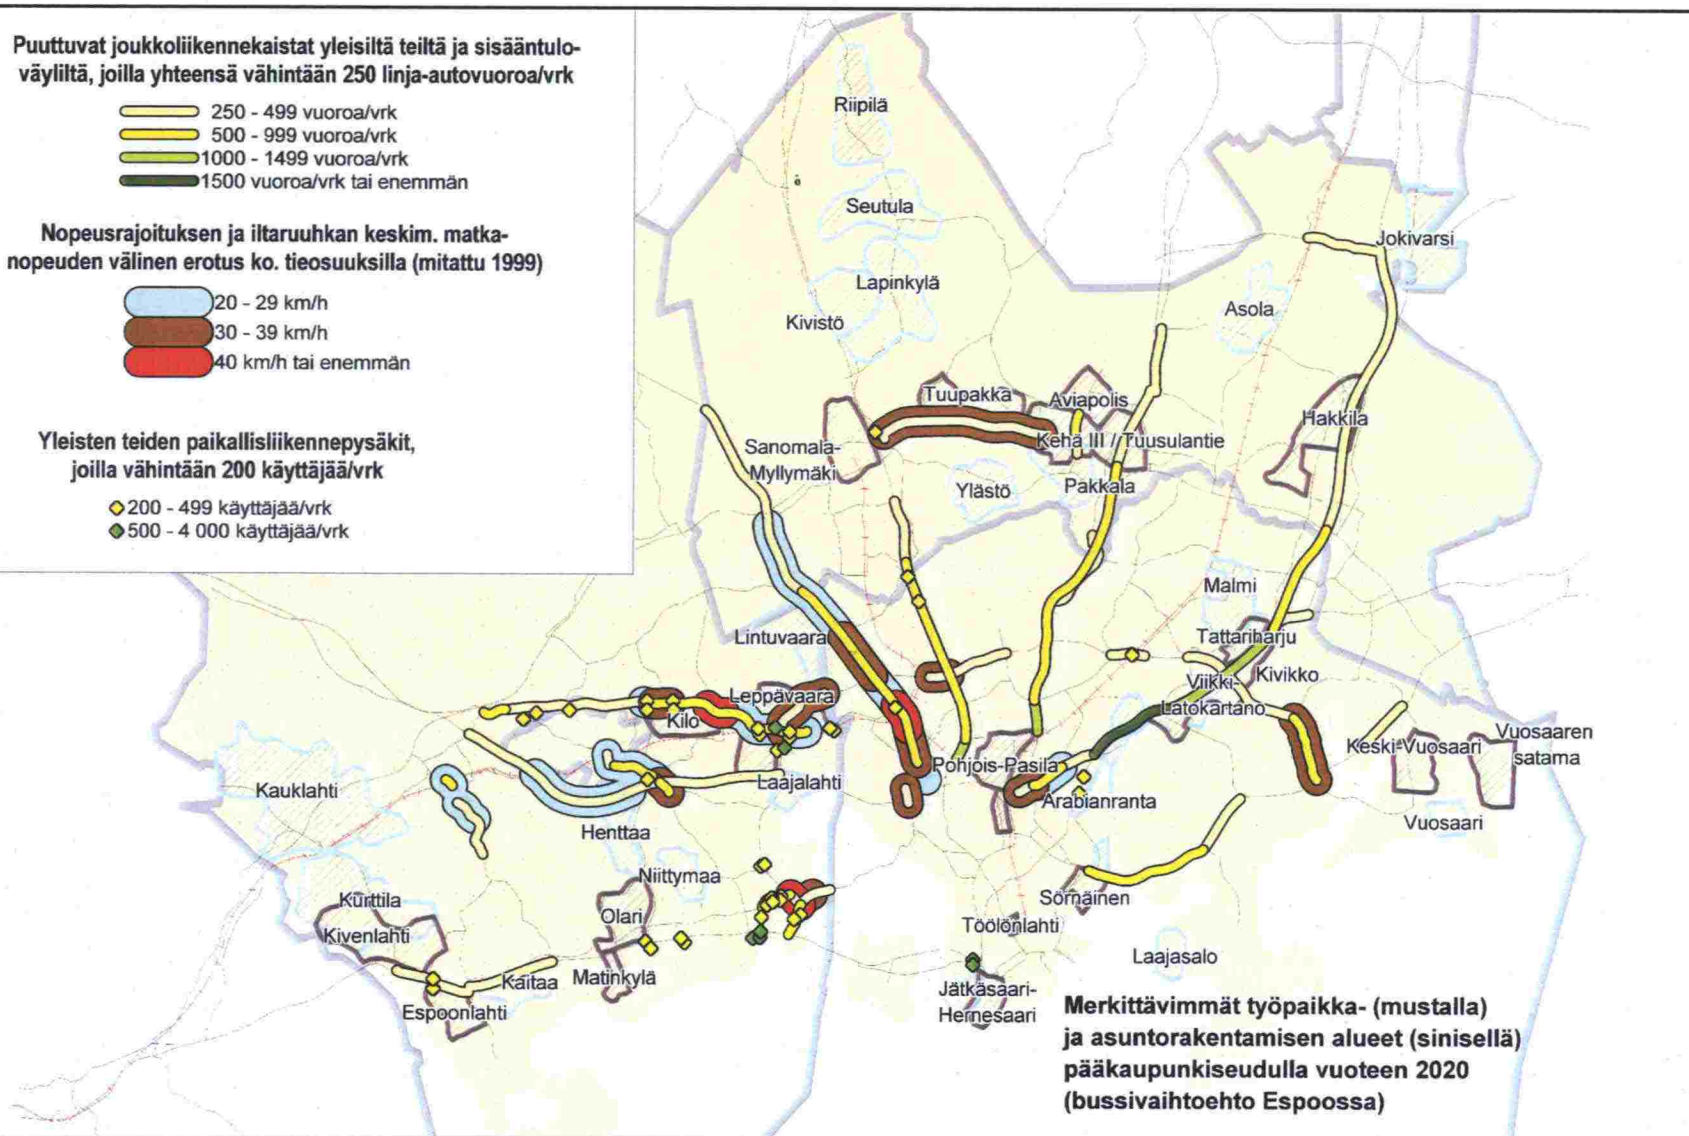 Puuttuvat joukkoliikennekaistat yleisiltä teiltä ja sisääntulo-
väyliltä, joilla yhteensä vähintään 250 linja-autovuoroa/vrk
250 - 499 vuoroa/vrk
500 - 999 vuoroa/vrk
1000 - 1499 vuoroa/vrk
1500 vuoroa/vrk tai enemmän
Nopeusrajoituksen ja iltaruuhkan keskim. matka-
nopeuden välinen erotus ko. tieosuuksilla (mitattu 1999)
20 - 29 km/h
30 - 39 km/h
40 km/h tai enemmän
Yleisten teiden paikallisliikennepysäkit,
joilla vähintään 200 käyttäjää/vrk
200 - 499 käyttäjää/vrk
500 - 4 000 käyttäjää/vrk
Riipilä
Seutula
Jokivarsi
Lapinkylä
Asola
Kivistö
Tuupakka
Aviapolis
Hakkila
Sanomala-
Myllymäki
Kehä III / Tuusulantie
Ylästö
Pakkala
Malmi
Lintuvaara
Tattariharju
Kivikko
Viikki-
Latokartano
Leppävaara
Kilo
Vuosaaren
satama
Keski-Vuosaari
Pohjois-Pasila
Laajalahti
Kauklahti
Arabianranta
Vuosaari
Henttaa
Niittymaa
Kurttila
Sörnäinen
Olari
Töölönlahti
Kivenlahti
Laajasalo
Matinkylä
Kaitaa
Jätkäsaari-
Hernesaari
Espoonlahti
Merkittävimmät työpaikka- (mustalla)
ja asuntorakentamisen alueet (sinisellä)
pääkaupunkiseudulla vuoteen 2020
(bussivaihtoehto Espoossa)